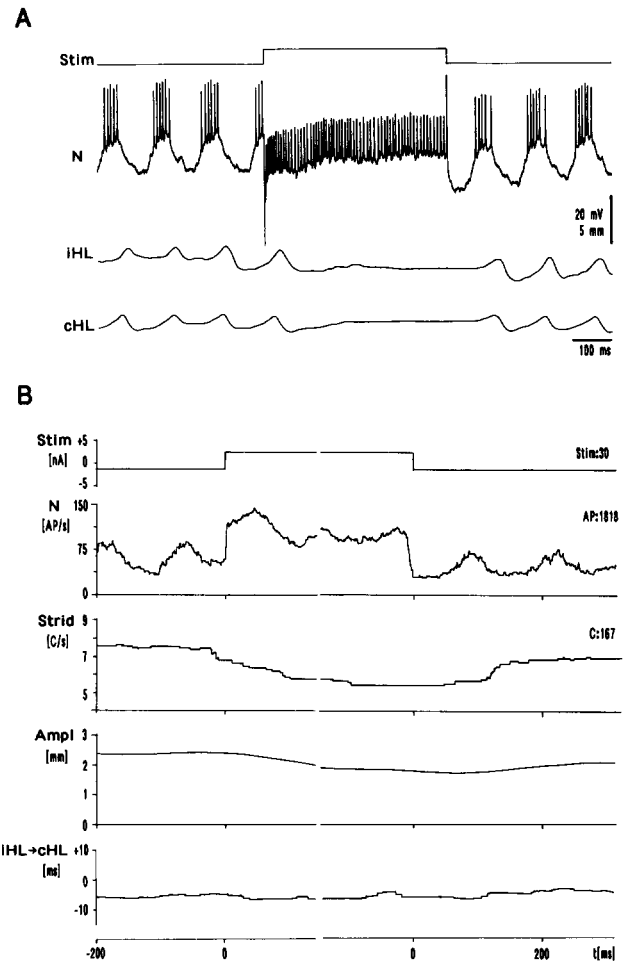 A
Stim
N
20 mV
5 mm
iHL
cHL
100 ms
B
Stim +5
[nA] 0
-5
Stim:30
N 150
[AP/s]
75
0
AP:1818
Strid 9
[C/s] 7
5
C:167
Ampl 3
[mm] 2
1
0
iHL→cHL +10
[ms] 0
-10
-200 0 0 200 t[ms]